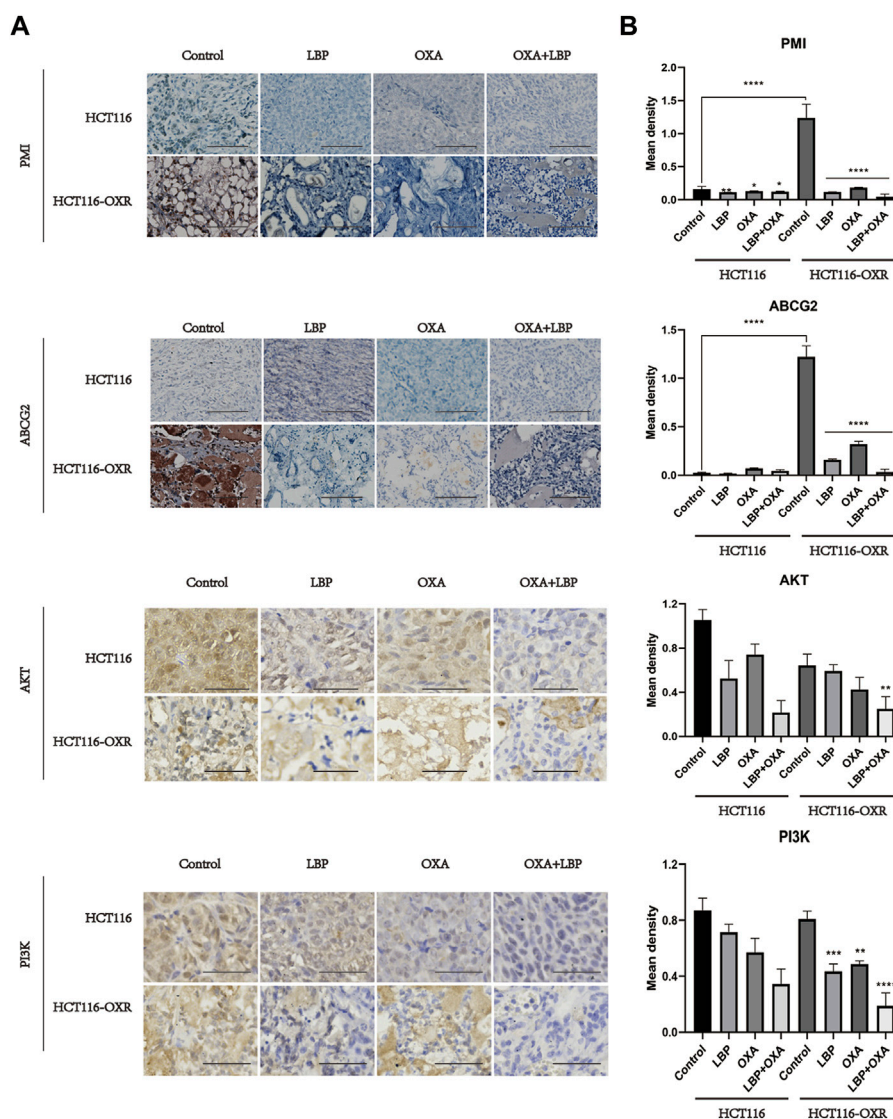 A
Control LBP OXA OXA+LBP
PMI
HCT116
HCT116-OXR
Control LBP OXA OXA+LBP
ABCG2
HCT116
HCT116-OXR
Control LBP OXA OXA+LBP
AKT
HCT116
HCT116-OXR
Control LBP OXA OXA+LBP
PI3K
HCT116
HCT116-OXR
B
PMI
Mean density
2.0
1.5
1.0
0.5
0.0
****
** * * ****
Control LBP OXA LBP+OXA Control LBP OXA LBP+OXA
HCT116 HCT116-OXR
ABCG2
Mean density
1.5
1.0
0.5
0.0
****
****
Control LBP OXA LBP+OXA Control LBP OXA LBP+OXA
HCT116 HCT116-OXR
AKT
Mean density
1.2
0.8
0.4
0.0
**
Control LBP OXA LBP+OXA Control LBP OXA LBP+OXA
HCT116 HCT116-OXR
PI3K
Mean density
1.2
0.8
0.4
0.0
*** ** ****
Control LBP OXA LBP+OXA Control LBP OXA LBP+OXA
HCT116 HCT116-OXR